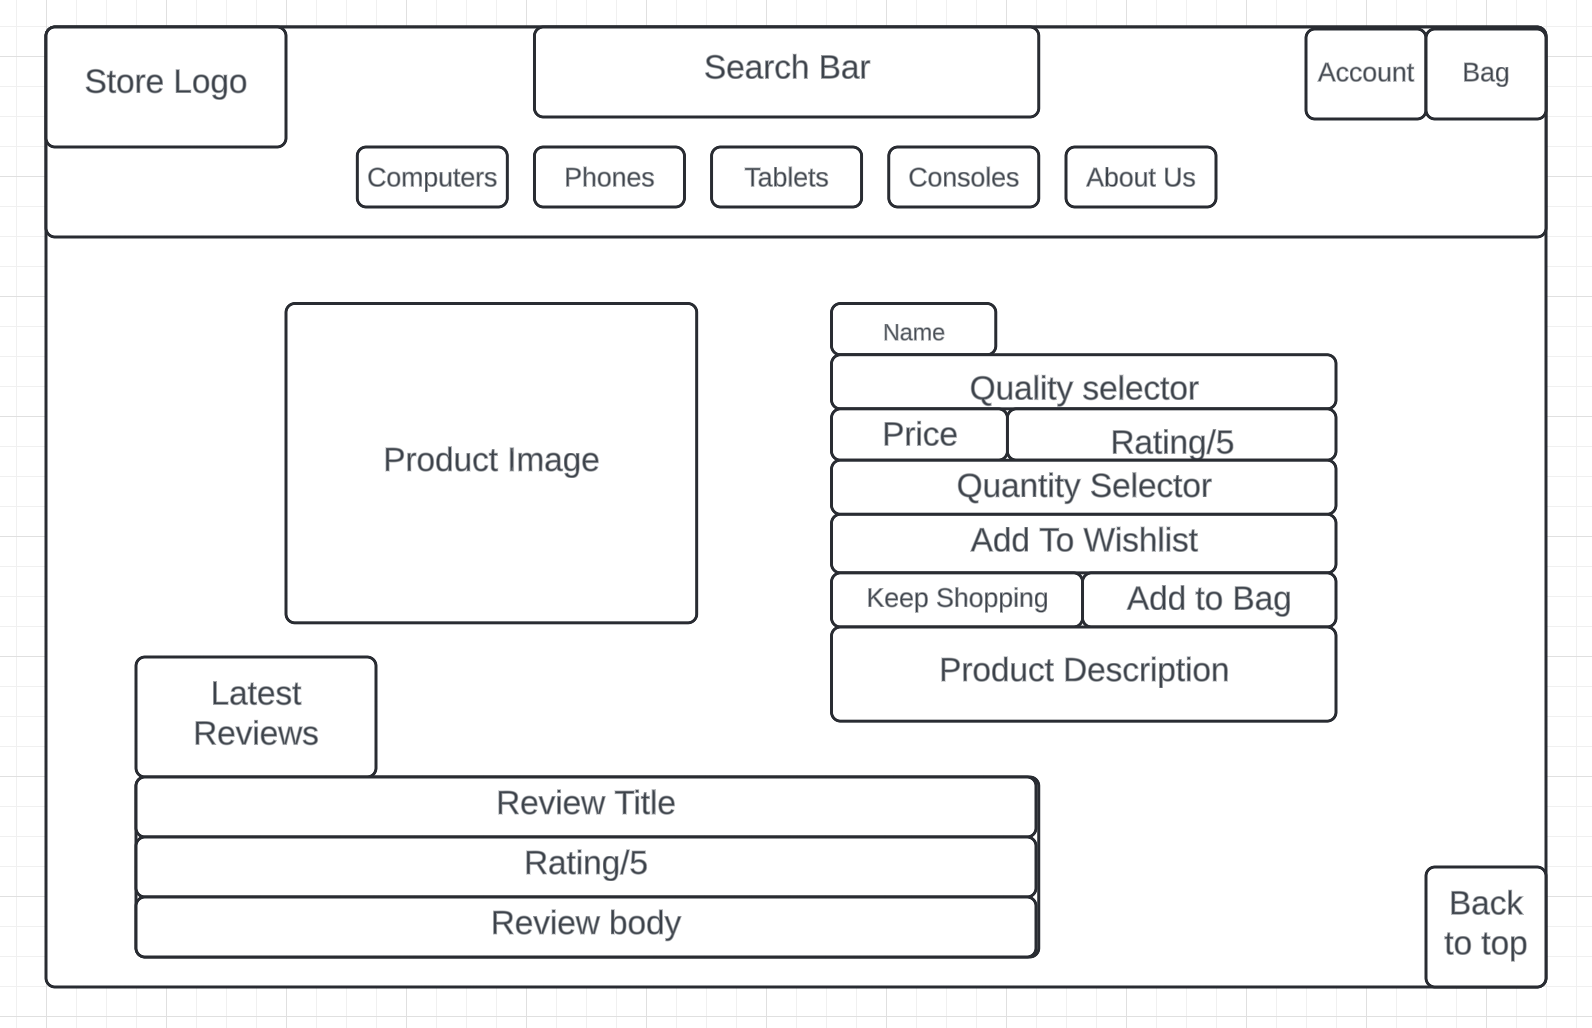 Store Logo
Search Bar
Account
Bag
Computers
Phones
Tablets
Consoles
About Us
Product Image
Name
Quality selector
Price
Rating/5
Quantity Selector
Add To Wishlist
Keep Shopping
Add to Bag
Product Description
Latest
Reviews
Review Title
Rating/5
Review body
Back
to top